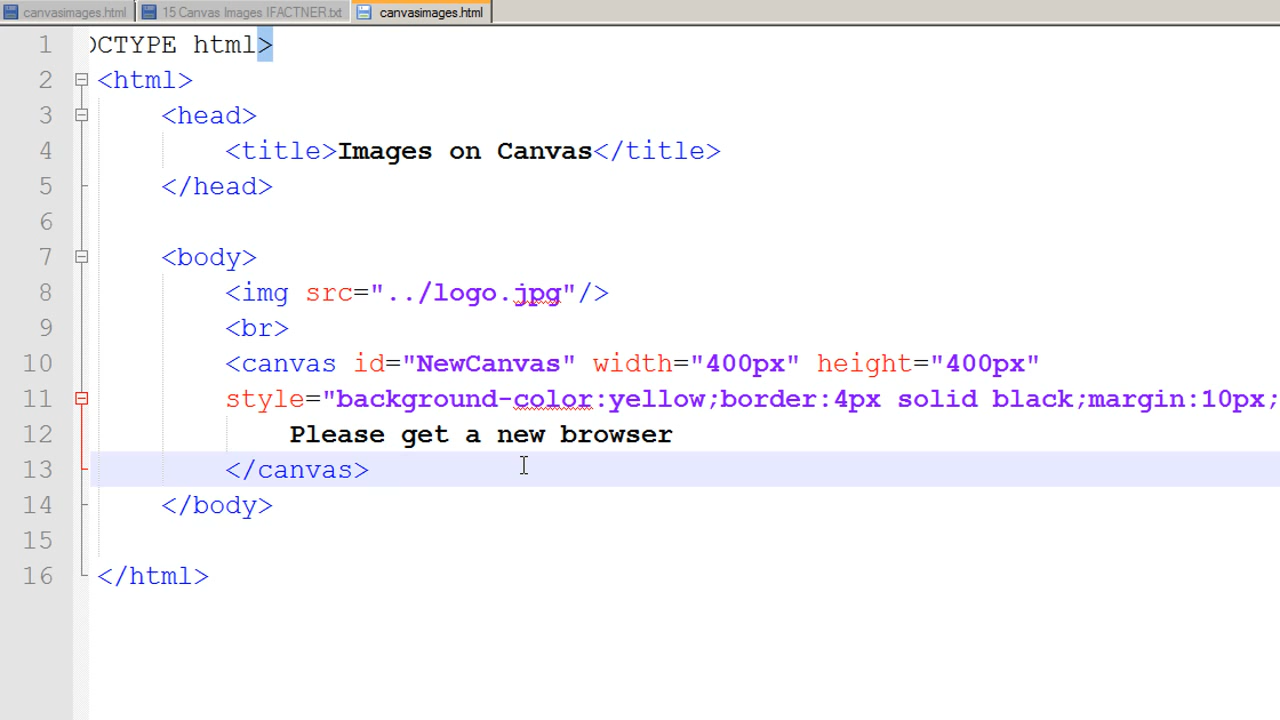 canvasimages.html 15 Canvas Images IFACTNER.txt canvasimages.html
1 OCTYPE html>
2 <html>
3 <head>
4 <title>Images on Canvas</title>
5 </head>
6
7 <body>
8 <img src="../logo.jpg"/>
9 <br>
10 <canvas id="NewCanvas" width="400px" height="400px"
11 style="background-color:yellow;border:4px solid black;margin:10px;
12 Please get a new browser
13 </canvas>
14 </body>
15
16 </html>